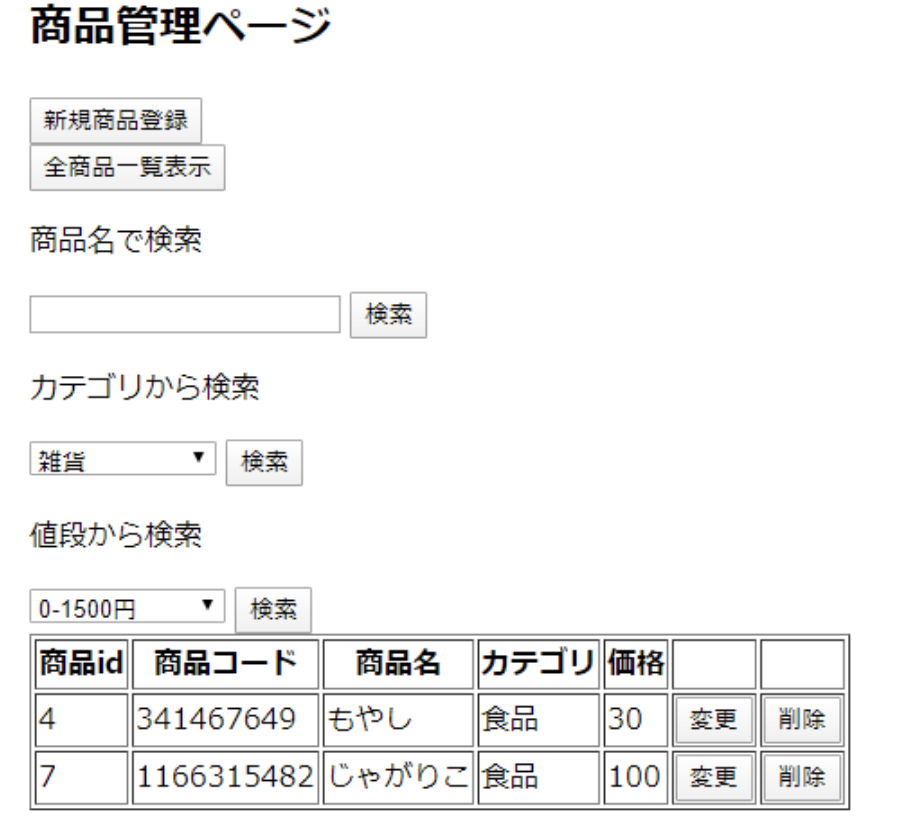 商品管理ページ
新規商品登録
全商品一覧表示
商品名で検索
検索
カテゴリから検索
雑貨 ▼ 検索
値段から検索
0-1500円 ▼ 検索
商品id 商品コード 商品名 カテゴリ 価格
4 341467649 もやし 食品 30 変更 削除
7 1166315482 じゃがりこ 食品 100 変更 削除